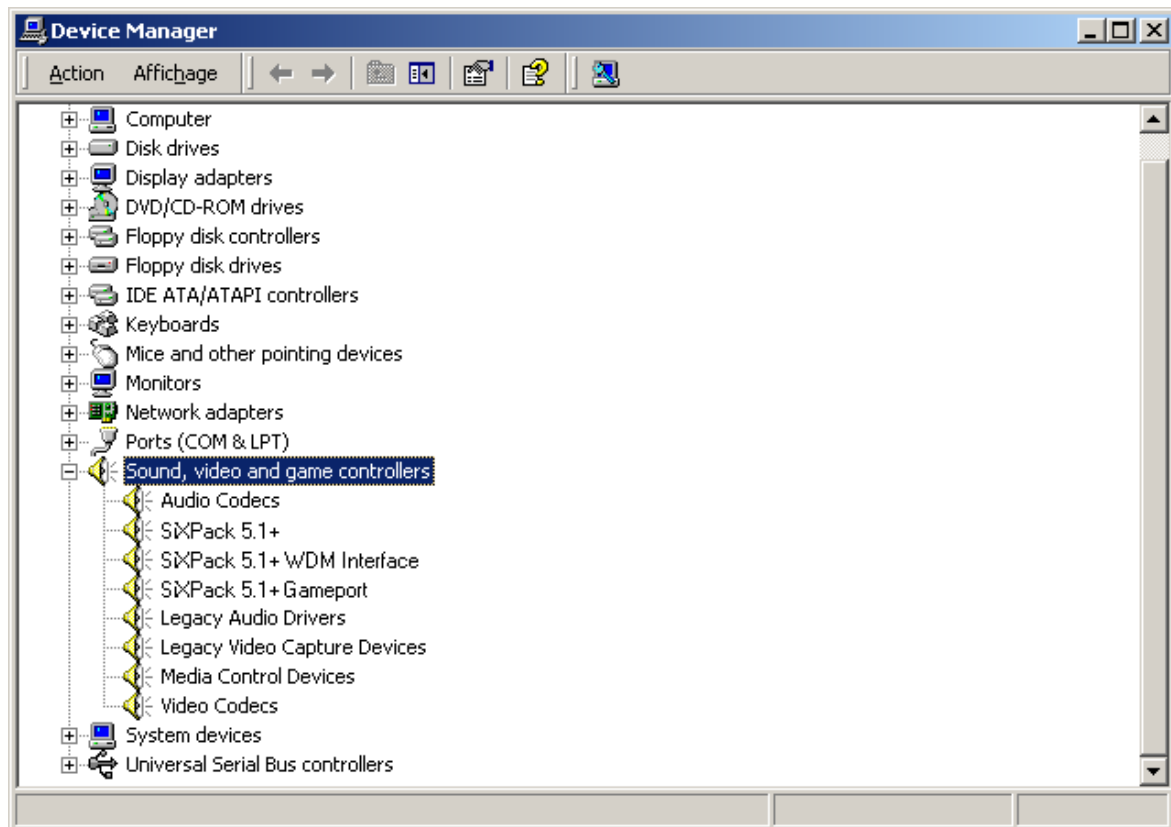 Device Manager
Action Affichage
Computer
Disk drives
Display adapters
DVD/CD-ROM drives
Floppy disk controllers
Floppy disk drives
IDE ATA/ATAPI controllers
Keyboards
Mice and other pointing devices
Monitors
Network adapters
Ports (COM & LPT)
Sound, video and game controllers
Audio Codecs
SiXPack 5.1+
SiXPack 5.1+ WDM Interface
SiXPack 5.1+ Gameport
Legacy Audio Drivers
Legacy Video Capture Devices
Media Control Devices
Video Codecs
System devices
Universal Serial Bus controllers